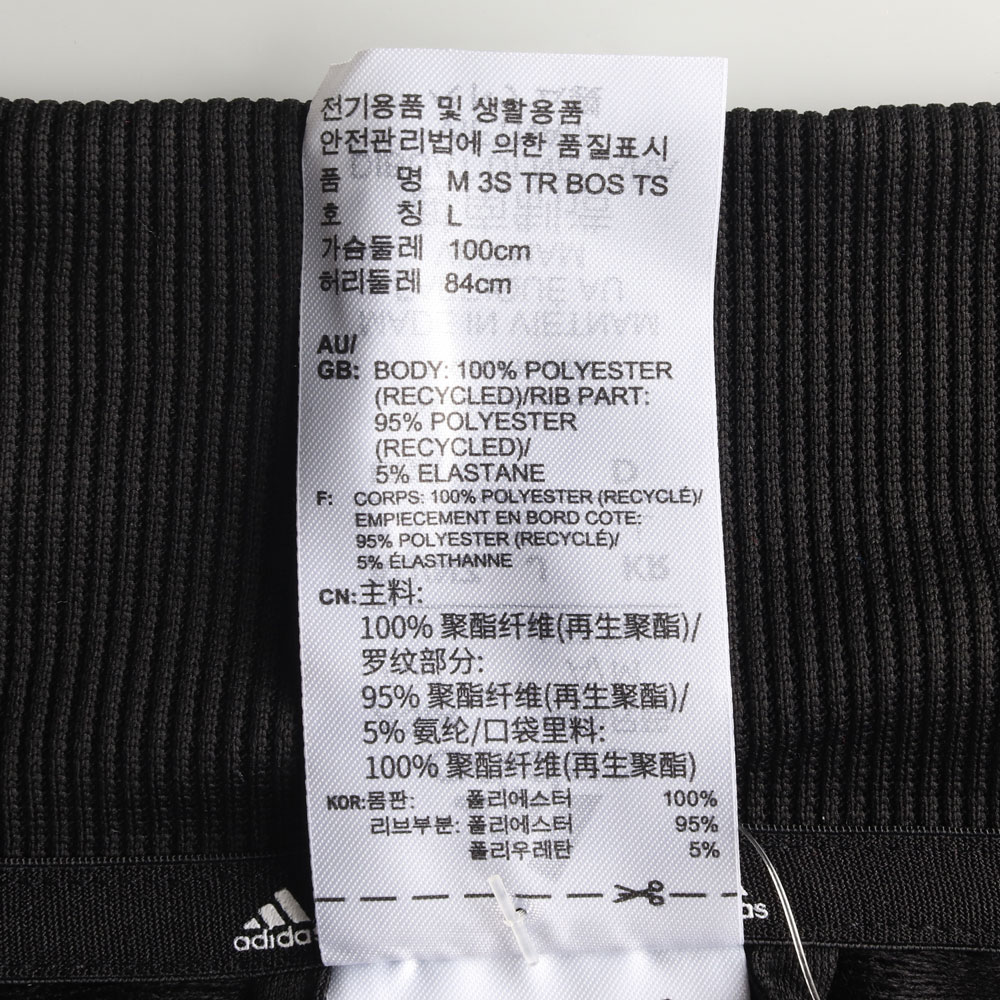 전기용품 및 생활용품
안전관리법에 의한 품질표시
품 명 M 3S TR BOS TS
호 칭 L
가슴둘레 100cm
허리둘레 84cm
AU/
GB: BODY: 100% POLYESTER
(RECYCLED)/RIB PART:
95% POLYESTER
(RECYCLED)/
5% ELASTANE
F: CORPS: 100% POLYESTER (RECYCLÉ)/
EMPIECEMENT EN BORD COTE:
95% POLYESTER (RECYCLÉ)/
5% ÉLASTHANNE
CN:主料:
100% 聚酯纤维(再生聚酯)/
罗纹部分:
95% 聚酯纤维(再生聚酯)/
5% 氨纶/口袋里料:
100% 聚酯纤维(再生聚酯)
KOR:몸판: 폴리에스터 100%
리브부분: 폴리에스터 95%
폴리우레탄 5%
adidas
as